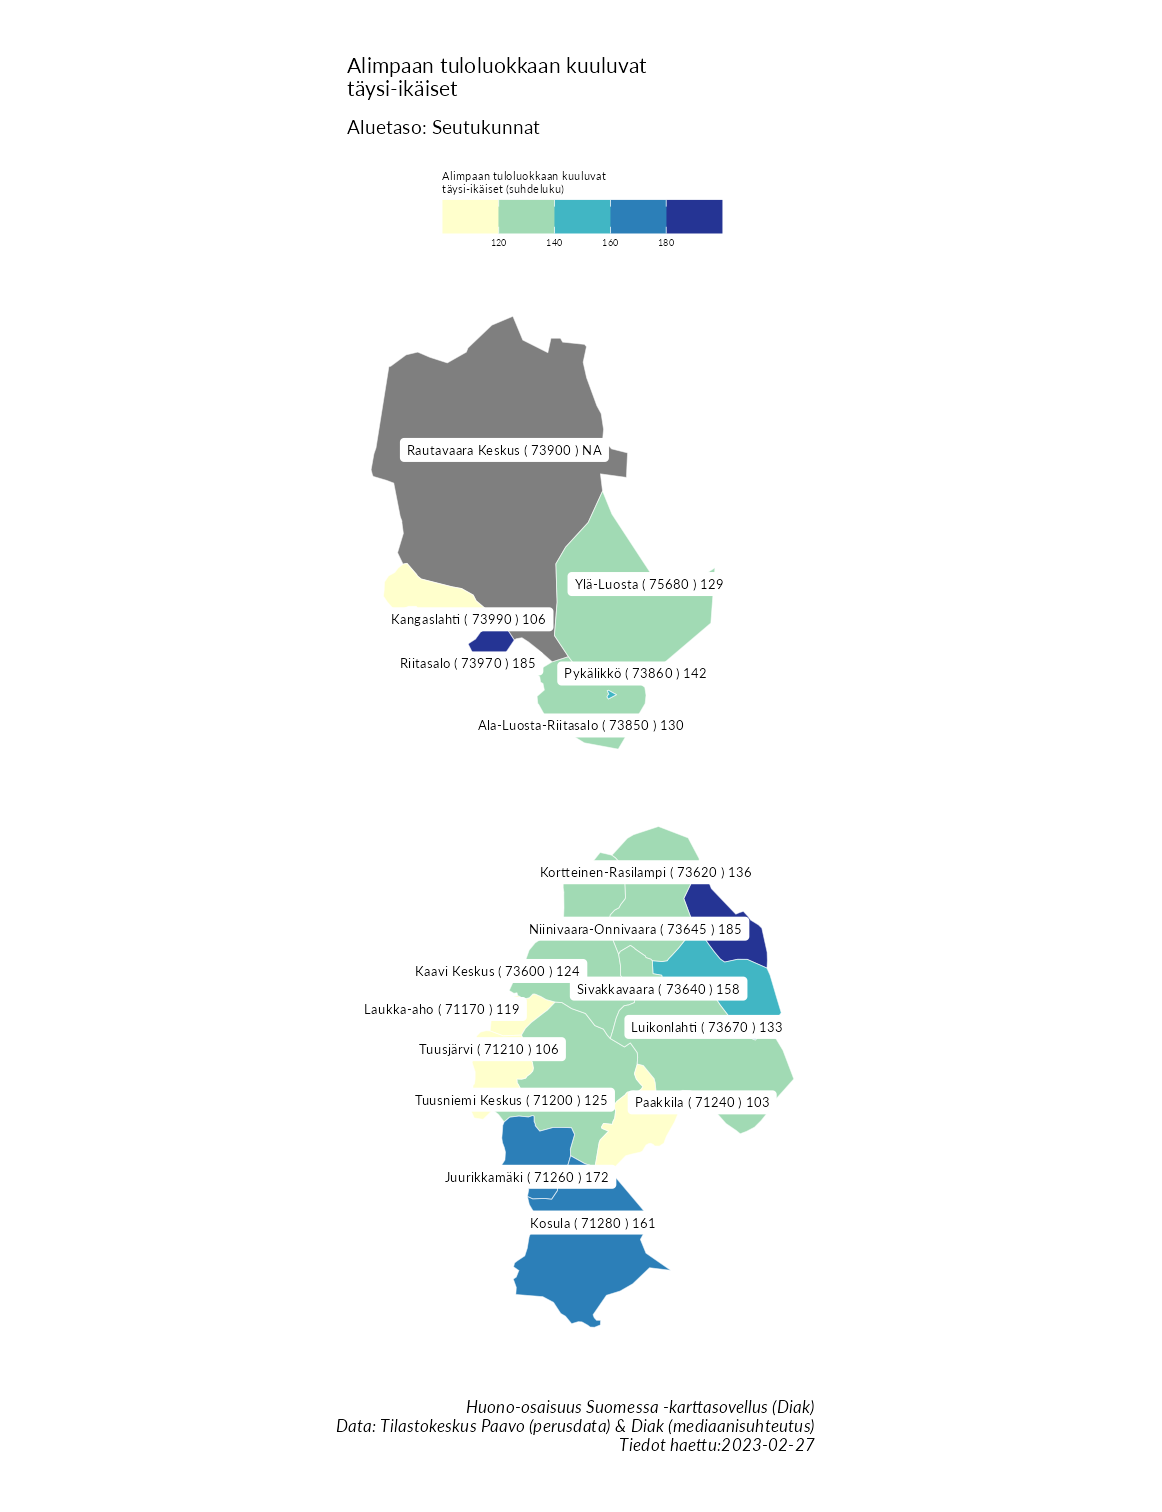 Alimpaan tuloluokkaan kuuluvat
täysi-ikäiset
Aluetaso: Seutukunnat
Alimpaan tuloluokkaan kuuluvat
täysi-ikäiset (suhdeluku)
120 140 160 180
Rautavaara Keskus ( 73900 ) NA
Ylä-Luosta ( 75680 ) 129
Kangaslahti ( 73990 ) 106
Riitasalo ( 73970 ) 185
Pykälikkö ( 73860 ) 142
Ala-Luosta-Riitasalo ( 73850 ) 130
Kortteinen-Rasilampi ( 73620 ) 136
Niinivaara-Onnivaara ( 73645 ) 185
Kaavi Keskus ( 73600 ) 124
Sivakkavaara ( 73640 ) 158
Laukka-aho ( 71170 ) 119
Luikonlahti ( 73670 ) 133
Tuusjärvi ( 71210 ) 106
Tuusniemi Keskus ( 71200 ) 125
Paakkila ( 71240 ) 103
Juurikkamäki ( 71260 ) 172
Kosula ( 71280 ) 161
Huono-osaisuus Suomessa -karttasovellus (Diak)
Data: Tilastokeskus Paavo (perusdata) & Diak (mediaanisuhteutus)
Tiedot haettu:2023-02-27